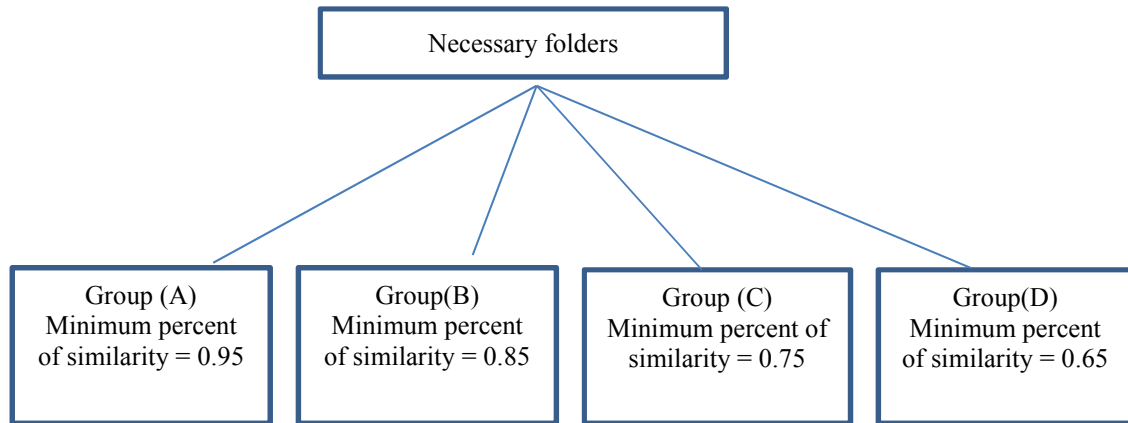 Necessary folders
Group (A)
Minimum percent
of similarity = 0.95
Group(B)
Minimum percent
of similarity = 0.85
Group (C)
Minimum percent of
similarity = 0.75
Group(D)
Minimum percent
of similarity = 0.65